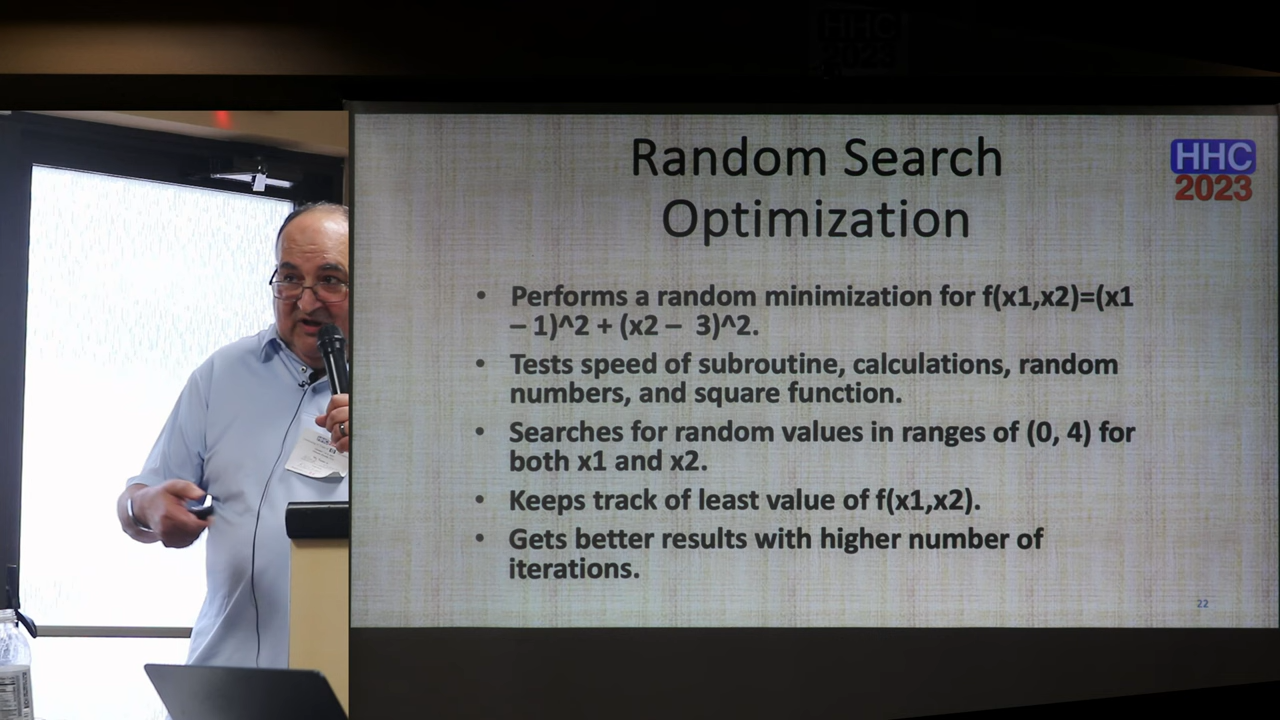 HHC
2023
Random Search
Optimization
HHC
2023
• Performs a random minimization for f(x1,x2)=(x1
– 1)^2 + (x2 – 3)^2.
• Tests speed of subroutine, calculations, random
numbers, and square function.
• Searches for random values in ranges of (0, 4) for
both x1 and x2.
• Keeps track of least value of f(x1,x2).
• Gets better results with higher number of
iterations.
22